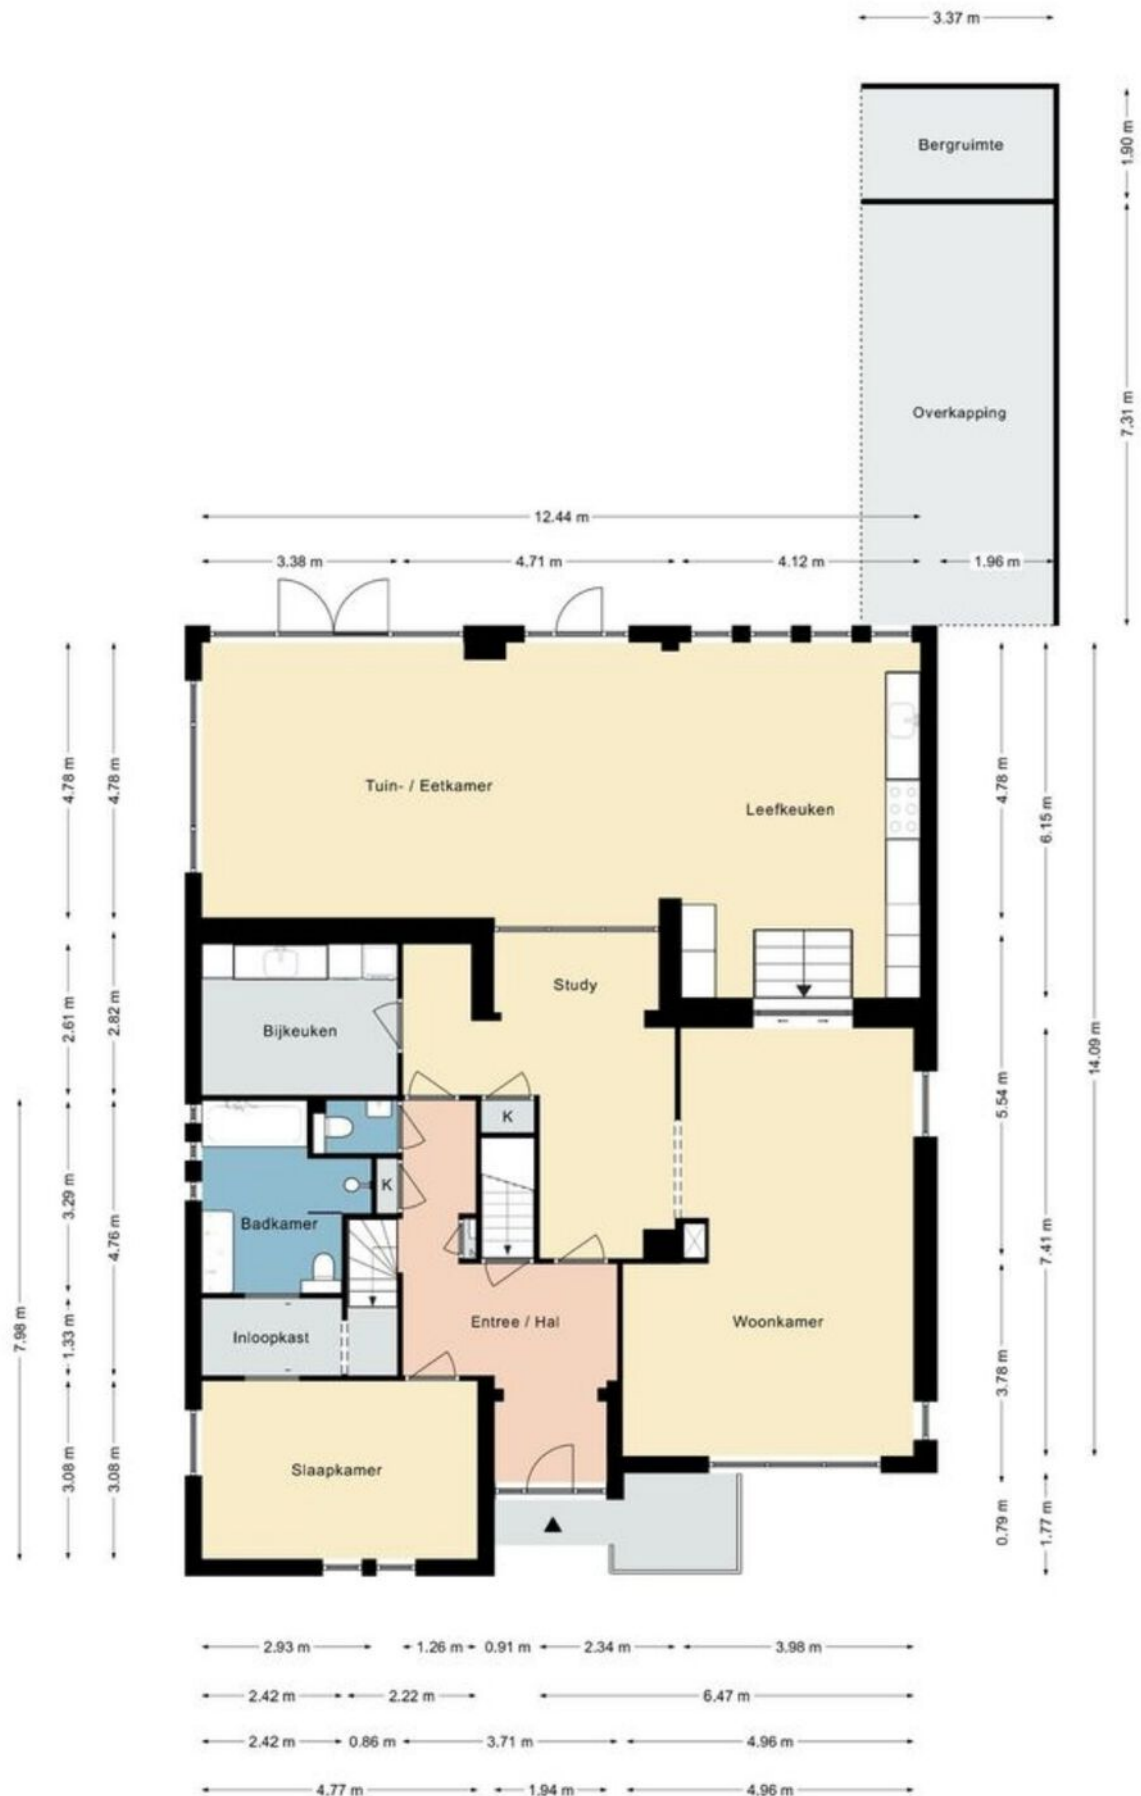 3.37 m
Bergruimte
1.90 m
Overkapping
7.31 m
12.44 m
3.38 m
4.71 m
4.12 m
1.96 m
Tuin- / Eetkamer
Leefkeuken
4.78 m
4.78 m
4.78 m
6.15 m
Study
Bijkeuken
2.61 m
2.82 m
14.09 m
K
5.54 m
K
Badkamer
3.29 m
4.76 m
7.41 m
Entree / Hal
Woonkamer
Inloopkast
7.98 m
1.33 m
3.78 m
Slaapkamer
3.08 m
3.08 m
0.79 m
1.77 m
2.93 m
1.26 m
0.91 m
2.34 m
3.98 m
2.42 m
2.22 m
6.47 m
2.42 m
0.86 m
3.71 m
4.96 m
4.77 m
1.94 m
4.96 m